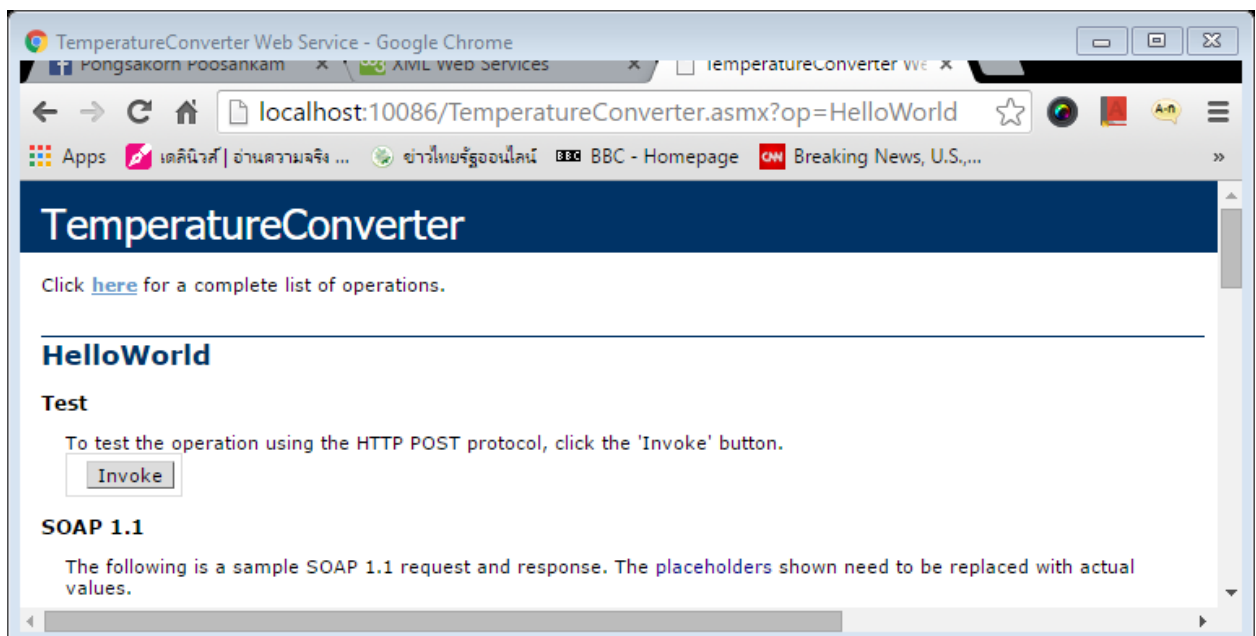 TemperatureConverter Web Service - Google Chrome
Pongsakorn Poosankam × XML Web Services × TemperatureConverter We ×
localhost:10086/TemperatureConverter.asmx?op=HelloWorld
Apps เดลินิวส์ | อ่านความจริง ... ข่าวไทยรัฐออนไลน์ BBC BBC - Homepage CNN Breaking News, U.S.,... »
TemperatureConverter
Click here for a complete list of operations.
HelloWorld
Test
To test the operation using the HTTP POST protocol, click the 'Invoke' button.
Invoke
SOAP 1.1
The following is a sample SOAP 1.1 request and response. The placeholders shown need to be replaced with actual
values.